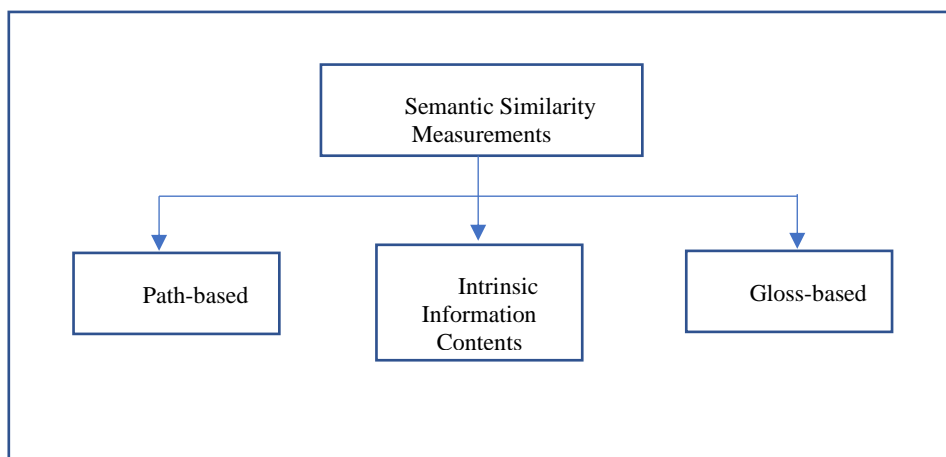 Semantic Similarity
Measurements
Path-based
Intrinsic
Information
Contents
Gloss-based